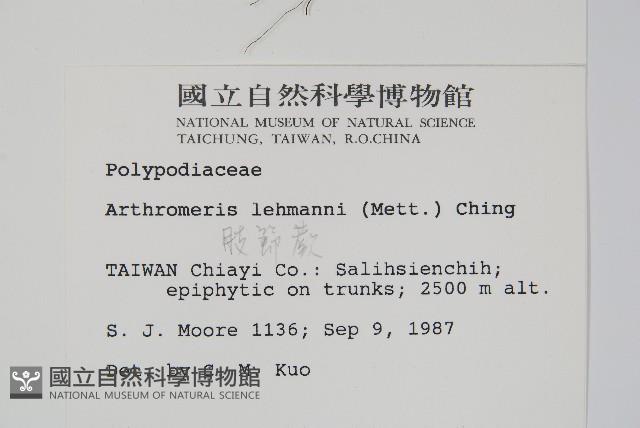 國立自然科學博物館
NATIONAL MUSEUM OF NATURAL SCIENCE
TAICHUNG, TAIWAN, R.O.CHINA
Polypodiaceae
Arthromeris lehmanni (Mett.) Ching
肢節蕨
TAIWAN Chiayi Co.: Salihsienchih;
epiphytic on trunks; 2500 m alt.
S. J. Moore 1136; Sep 9, 1987
Det. by C. M. Kuo
國立自然科學博物館
NATIONAL MUSEUM OF NATURAL SCIENCE